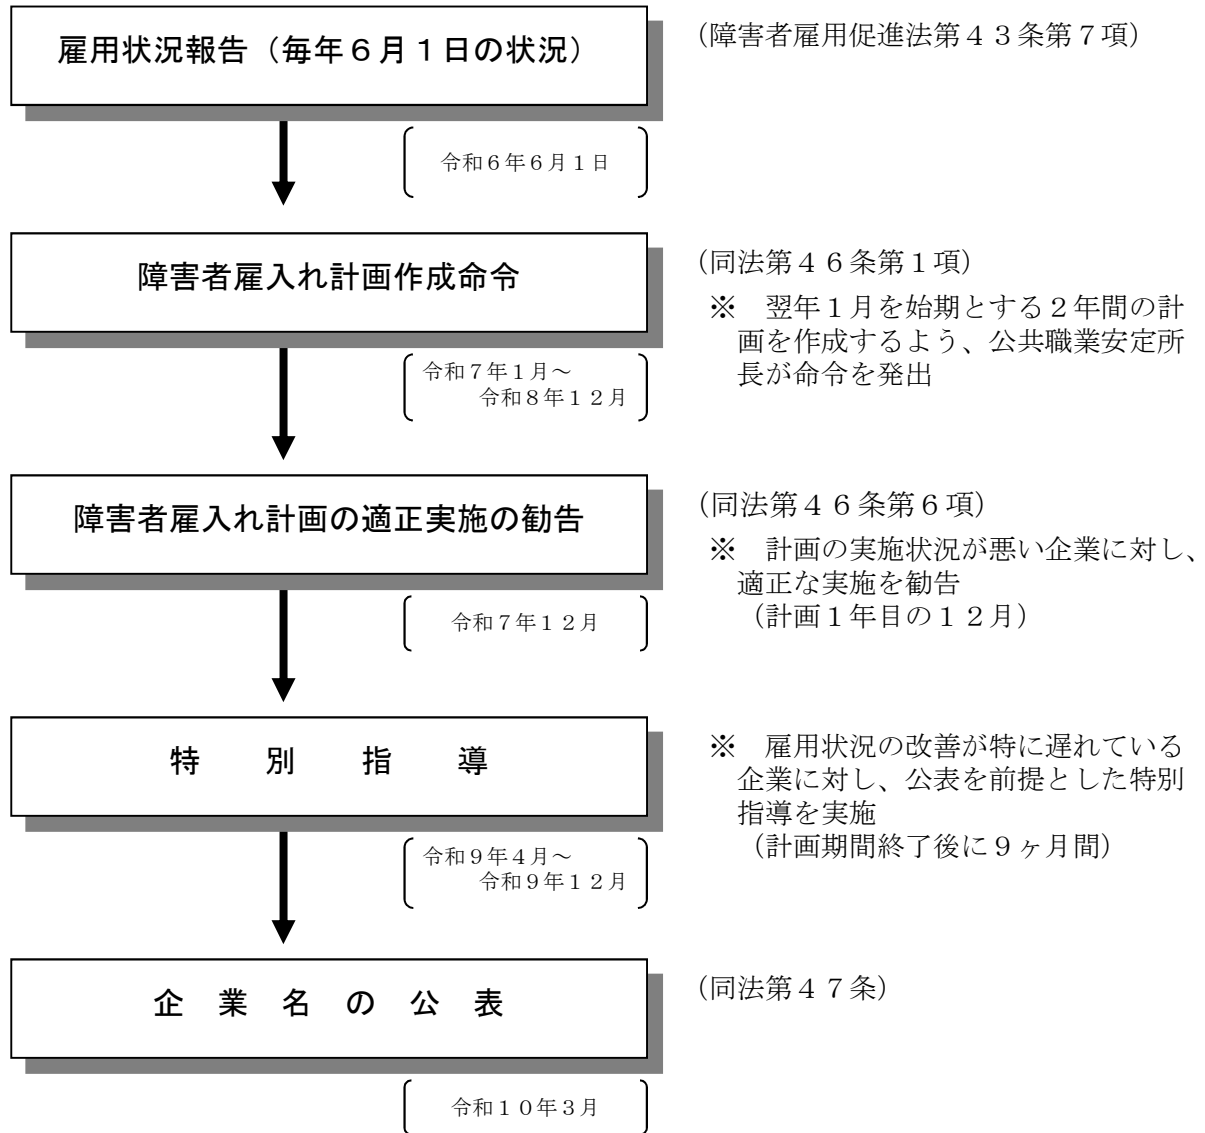 雇用状況報告（毎年６月１日の状況）
（障害者雇用促進法第４３条第７項）
令和６年６月１日
障害者雇入れ計画作成命令
（同法第４６条第１項）
※　翌年１月を始期とする２年間の計
画を作成するよう、公共職業安定所
長が命令を発出
令和７年１月～
令和８年１２月
障害者雇入れ計画の適正実施の勧告
（同法第４６条第６項）
※　計画の実施状況が悪い企業に対し、
適正な実施を勧告
（計画１年目の１２月）
令和７年１２月
特　別　指　導
※　雇用状況の改善が特に遅れている
企業に対し、公表を前提とした特別
指導を実施
（計画期間終了後に９ヶ月間）
令和９年４月～
令和９年１２月
企　業　名　の　公　表
（同法第４７条）
令和１０年３月